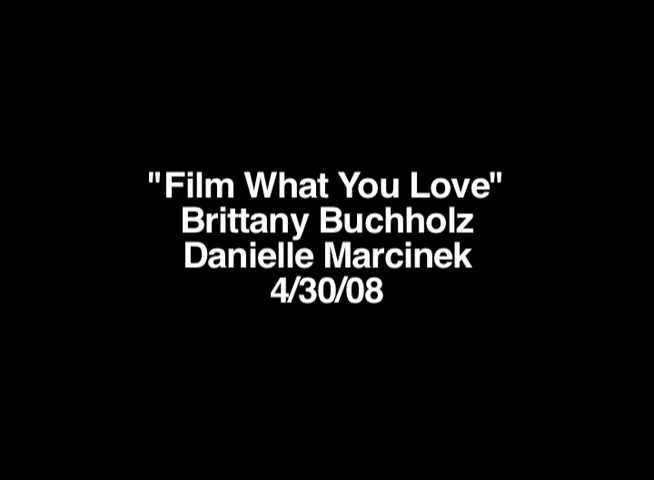 "Film What You Love"
Brittany Buchholz
Danielle Marcinek
4/30/08